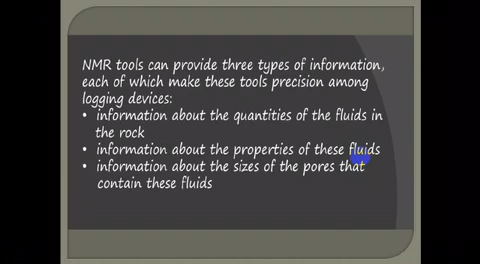 NMR tools can provide three types of information,
each of which make these tools precision among
logging devices:
• information about the quantities of the fluids in
the rock
• information about the properties of these fluids
• information about the sizes of the pores that
contain these fluids